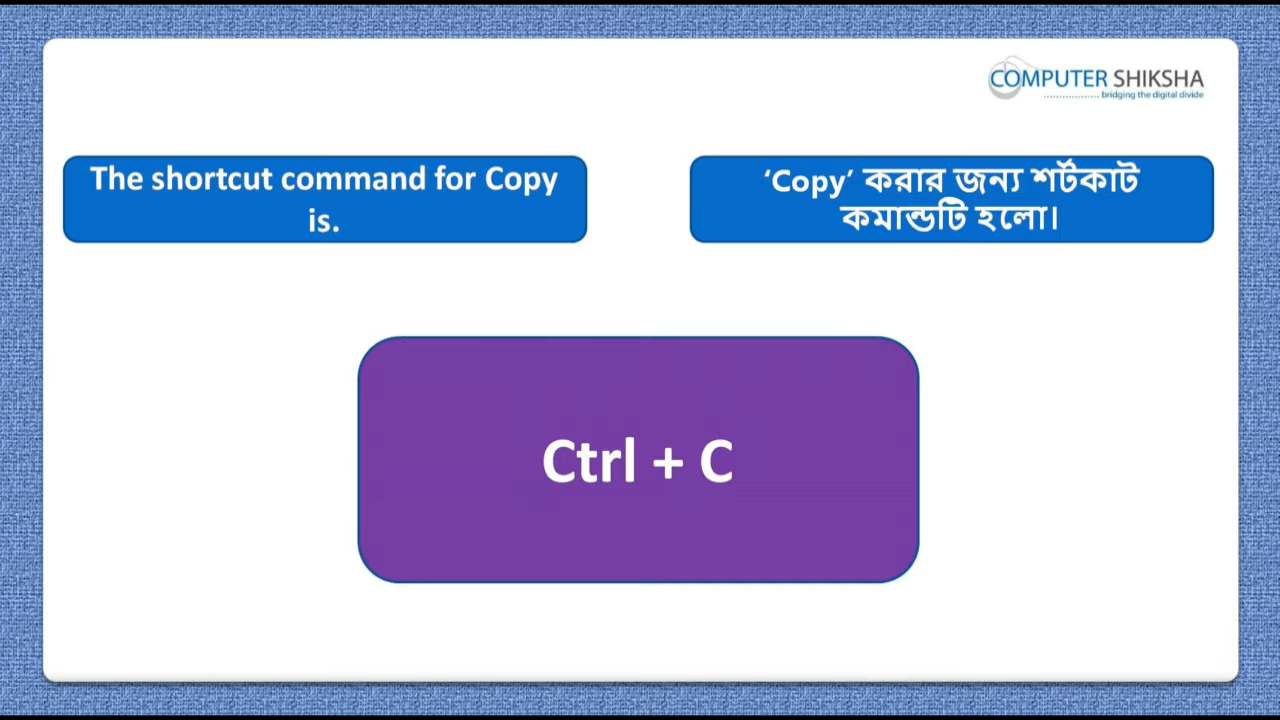 COMPUTER SHIKSHA
bridging the digital divide
The shortcut command for Copy
is.
‘Copy’ করার জন্য শর্টকাট
কমান্ডটি হলো।
Ctrl + C